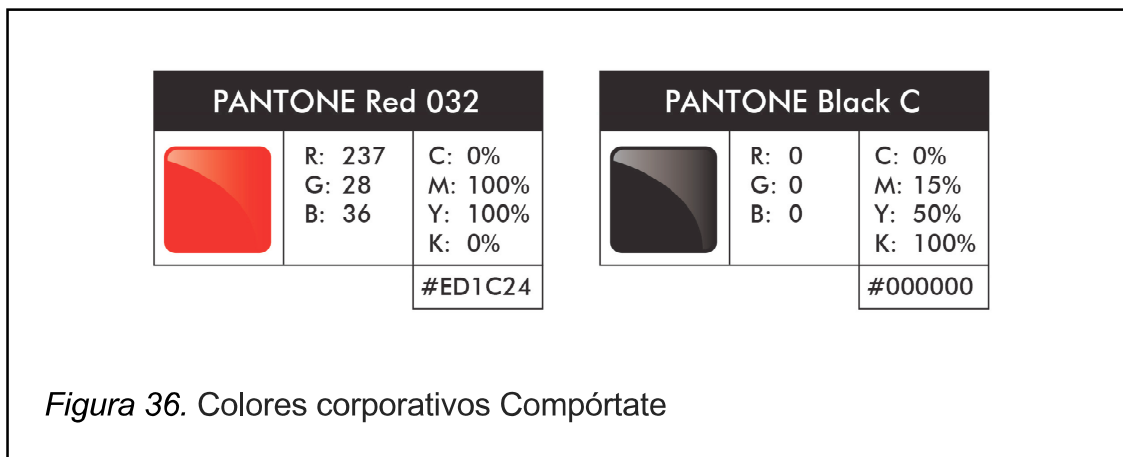 PANTONE Red 032
R: 237
G: 28
B: 36
C: 0%
M: 100%
Y: 100%
K: 0%
#ED1C24
PANTONE Black C
R: 0
G: 0
B: 0
C: 0%
M: 15%
Y: 50%
K: 100%
#000000
Figura 36. Colores corporativos Compórtate